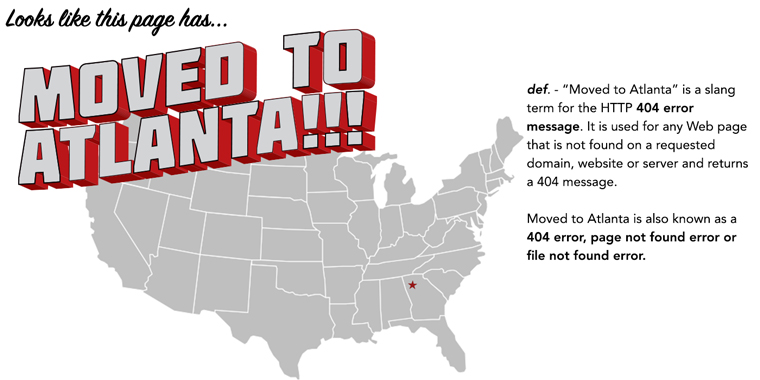 Looks like this page has...
MOVED TO
ATLANTA!!!
def. - "Moved to Atlanta" is a slang
term for the HTTP 404 error
message. It is used for any Web page
that is not found on a requested
domain, website or server and returns
a 404 message.
Moved to Atlanta is also known as a
404 error, page not found error or
file not found error.